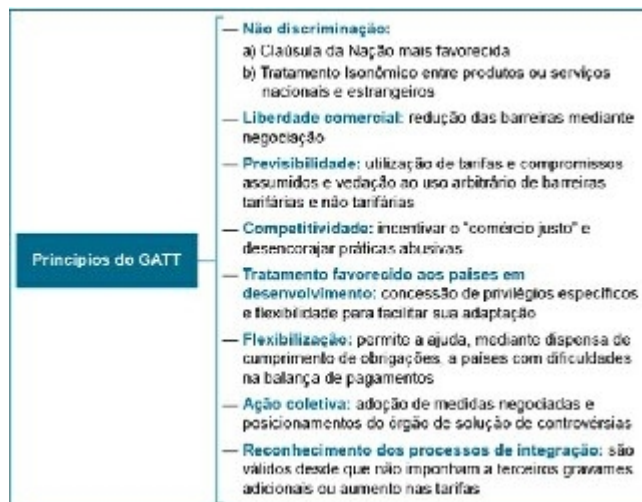 Princípios do GATT
— Não discriminação:
a) Claúsula da Nação mais favorecida
b) Tratamento Isonômico entre produtos ou serviços
nacionais e estrangeiros
— Liberdade comercial: redução das barreiras mediante
negociação
— Previsibilidade: utilização de tarifas e compromissos
assumidos e vedação ao uso arbitrário de barreiras
tarifárias e não tarifárias
— Competitividade: incentivar o "comércio justo" e
desencorajar práticas abusivas
— Tratamento favorecido aos países em
desenvolvimento: concessão de privilégios específicos
e flexibilidade para facilitar sua adaptação
— Flexibilização: permite a ajuda, mediante dispensa de
cumprimento de obrigações, a países com dificuldades
na balança de pagamentos
— Ação coletiva: adoção de medidas negociadas e
posicionamentos do órgão de solução de controvérsias
— Reconhecimento dos processos de integração: são
válidos desde que não imponham a terceiros gravames
adicionais ou aumento nas tarifas